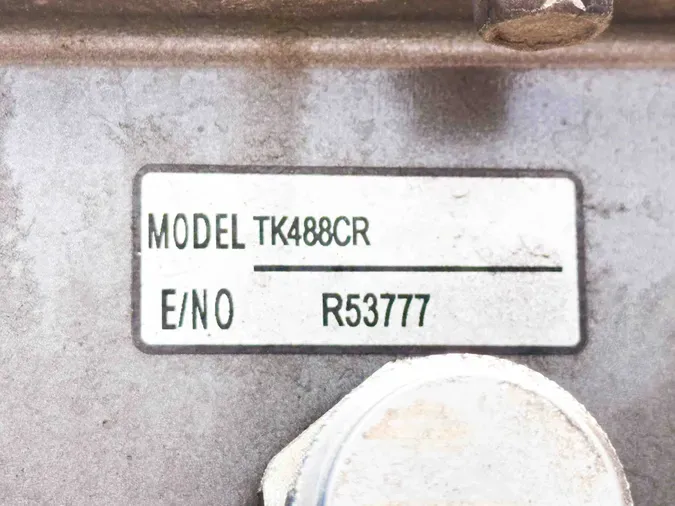 MODEL TK488CR
E/NO R53777